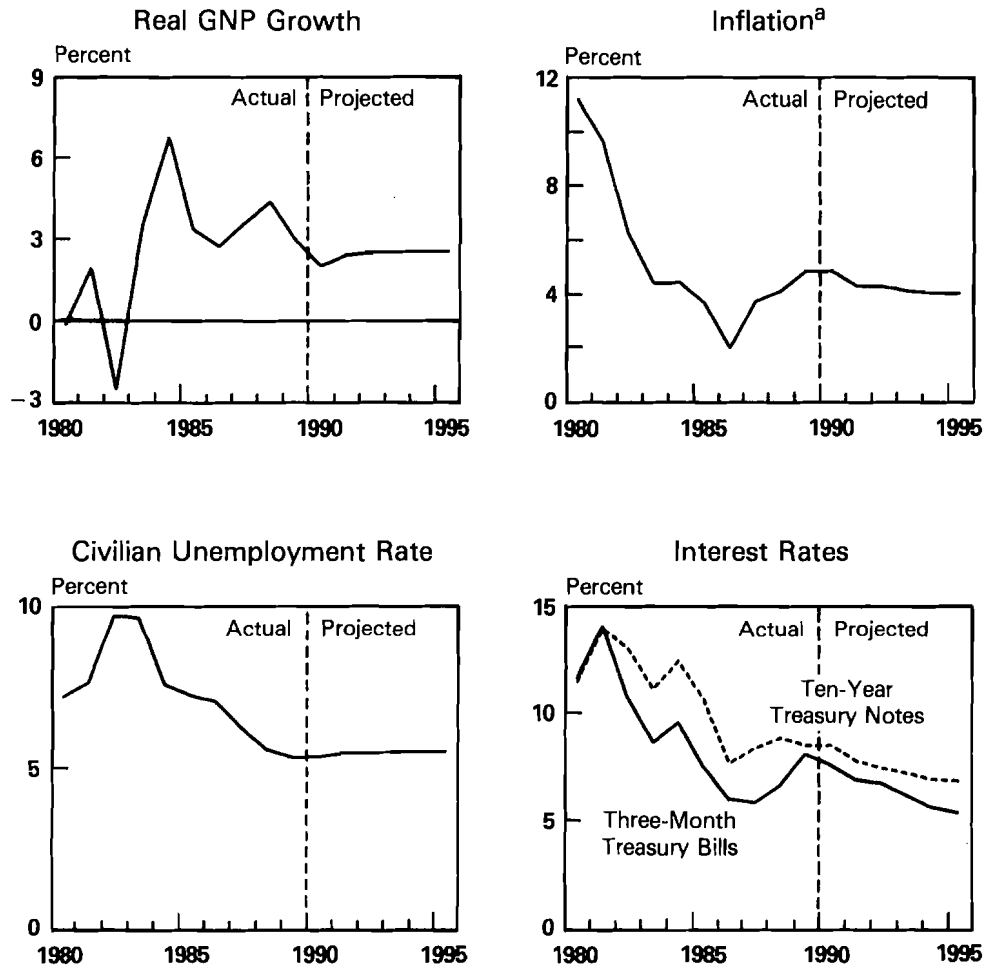 Real GNP Growth
Percent
9
6
3
0
−3
Actual Projected
1980 1985 1990 1995
Inflationᵃ
Percent
12
8
4
0
Actual Projected
1980 1985 1990 1995
Civilian Unemployment Rate
Percent
10
5
0
Actual Projected
1980 1985 1990 1995
Interest Rates
Percent
15
10
5
0
Actual Projected
Ten-Year
Treasury Notes
Three-Month
Treasury Bills
1980 1985 1990 1995